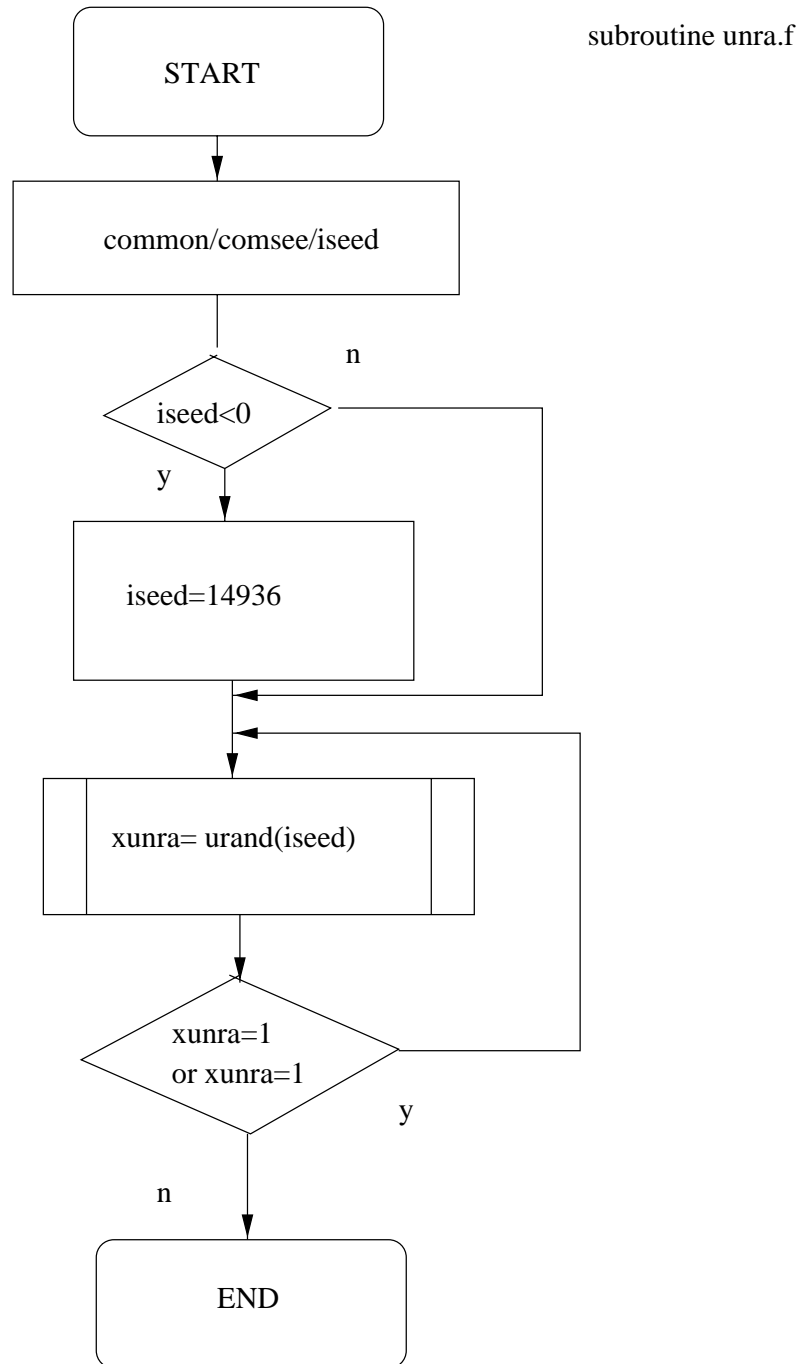 subroutine unra.f
START
common/comsee/iseed
n
iseed<0
y
iseed=14936
xunra= urand(iseed)
xunra=1
or xunra=1
y
n
END